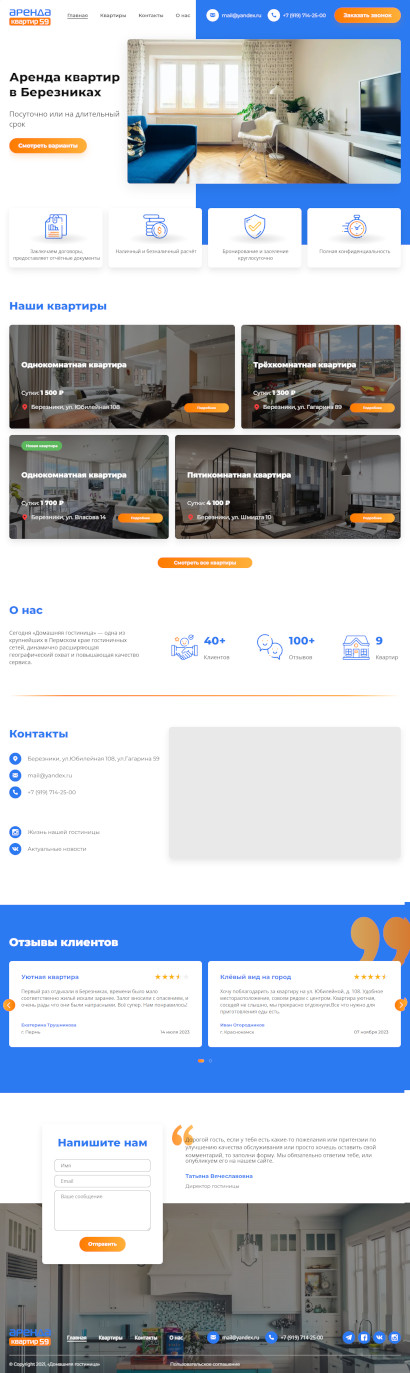 аренда
квартир 59
Главная Квартиры Контакты О нас
mail@yandex.ru +7 (919) 714-25-00
Заказать звонок
Аренда квартир
в Березниках
Посуточно или на длительный
срок
Смотреть варианты
Заключаем договоры,
предоставляет отчётные документы
Наличный и безналичный расчёт
Бронирование и заселение
круглосуточно
Полная конфиденциальность
Наши квартиры
Однокомнатная квартира
Сутки: 1 500 ₽
Березники, ул. Юбилейная 108
Подробнее
Трёхкомнатная квартира
Сутки: 1 300 ₽
Березники, ул. Гагарина 89
Подробнее
Новая квартира
Однокомнатная квартира
Сутки: 1 700 ₽
Березники, ул. Власова 14
Подробнее
Пятикомнатная квартира
Сутки: 4 100 ₽
Березники, ул. Шмидта 10
Подробнее
Смотреть все квартиры
О нас
Сегодня «Домашняя гостиница» — одна из
крупнейших в Пермском крае гостиничных
сетей, динамично расширяющая
географический охват и повышающая качество
сервиса.
40+
Клиентов
100+
Отзывов
9
Квартир
Контакты
Березники, ул.Юбилейная 108, ул.Гагарина 59
mail@yandex.ru
+7 (919) 714-25-00
Жизнь нашей гостиницы
Актуальные новости
Отзывы клиентов
Уютная квартира
Первый раз отдыхали в Березниках, времени было мало
соответственно жильё искали заранее. Залог вносили с опасением, и
очень рады что они были напрасными. Всё супер. Нам понравилось!
Екатерина Трушникова
г. Пермь 14 июля 2023
Клёвый вид на город
Хочу поблагодарить за квартиру на ул. Юбилейной, д. 108. Удобное
месторасположение, совсем рядом с центром. Квартира уютная,
соседей не слышно, мы прекрасно отдохнули.Все что нужно для
приготовления еды есть.
Иван Огородников
г. Краснокамск 07 ноября 2023
Напишите нам
Имя
Email
Ваше сообщение
Отправить
Дорогой гость, если у тебя есть какие-то пожелания или претензии по
улучшению качества обслуживания или просто хочешь оставить свой
комментарий, то заполни форму. Мы обязательно ответим тебе, или
опубликуем его на нашем сайте.
Татьяна Вячеславовна
Директор гостиницы
аренда
квартир 59
Главная Квартиры Контакты О нас
mail@yandex.ru +7 (919) 714-25-00
© Copyright 2021, «Домашняя гостиница» Пользовательское соглашение